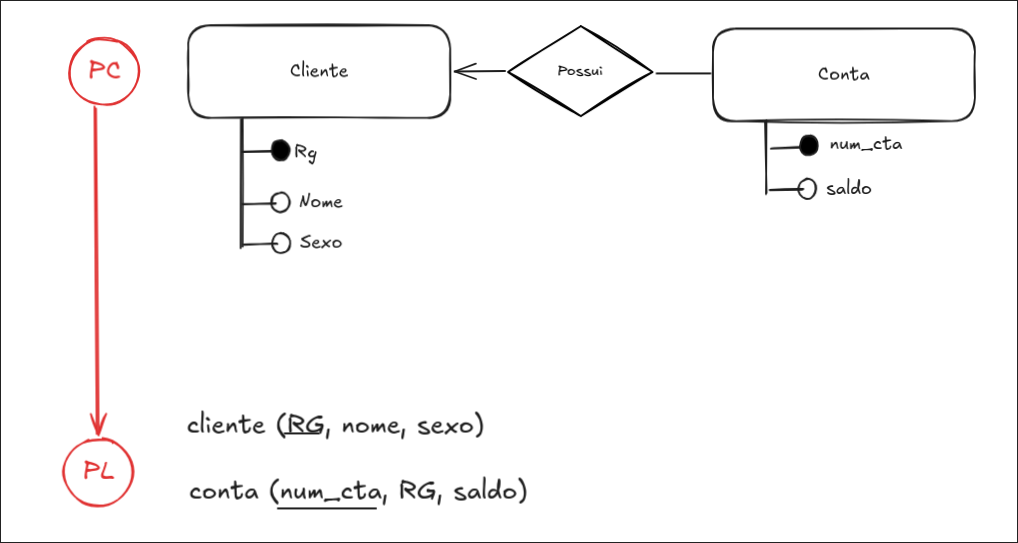 PC
Cliente
Possui
Conta
Rg
Nome
Sexo
num_cta
saldo
PL
cliente (RG, nome, sexo)
conta (num_cta, RG, saldo)